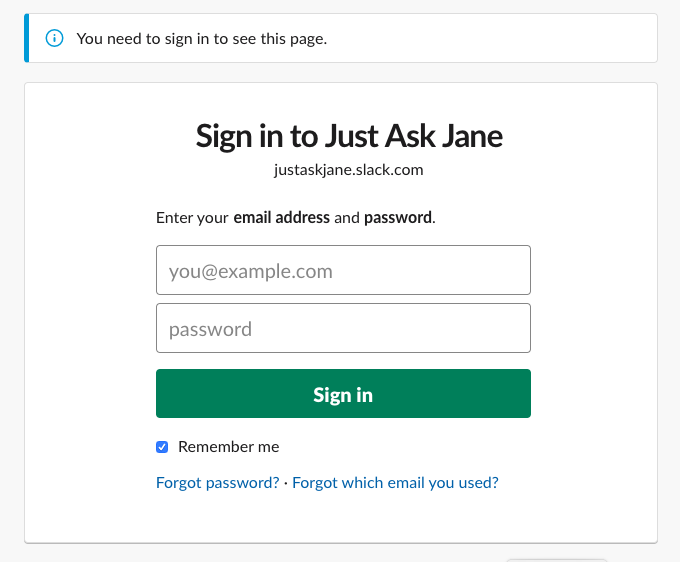 You need to sign in to see this page.
Sign in to Just Ask Jane
justaskjane.slack.com
Enter your email address and password.
you@example.com
password
Sign in
Remember me
Forgot password? · Forgot which email you used?